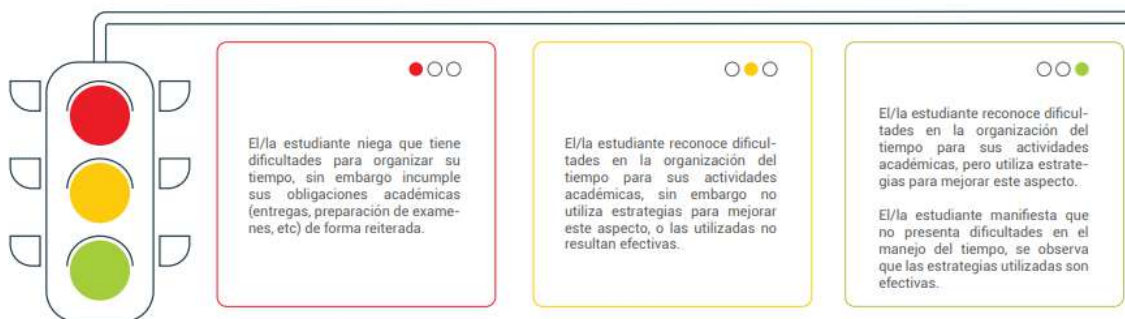 El/la estudiante niega que tiene
dificultades para organizar su
tiempo, sin embargo incumple
sus obligaciones académicas
(entregas, preparación de exame-
nes, etc) de forma reiterada.
El/la estudiante reconoce dificul-
tades en la organización del
tiempo para sus actividades
académicas, sin embargo no
utiliza estrategias para mejorar
este aspecto, o las utilizadas no
resultan efectivas.
El/la estudiante reconoce dificul-
tades en la organización del
tiempo para sus actividades
académicas, pero utiliza estrate-
gias para mejorar este aspecto.
El/la estudiante manifiesta que
no presenta dificultades en el
manejo del tiempo, se observa
que las estrategias utilizadas son
efectivas.